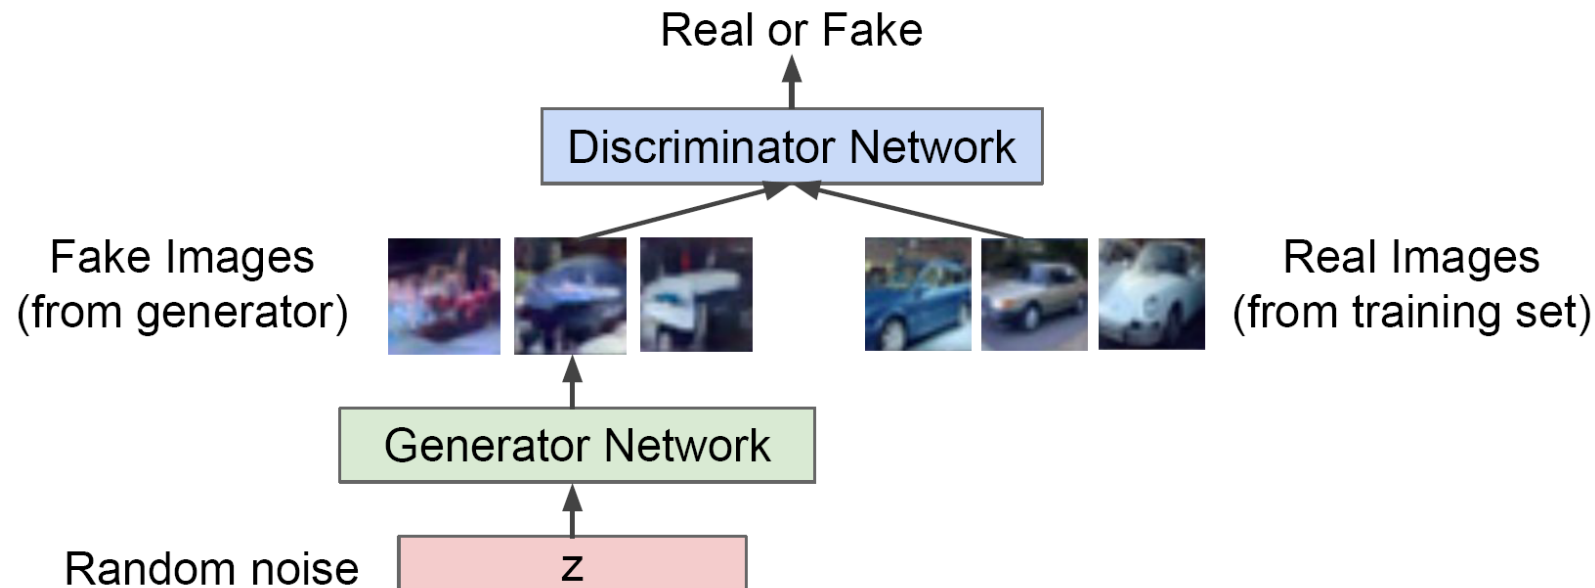 Real or Fake
Discriminator Network
Fake Images
(from generator)
Real Images
(from training set)
Generator Network
Random noise
z